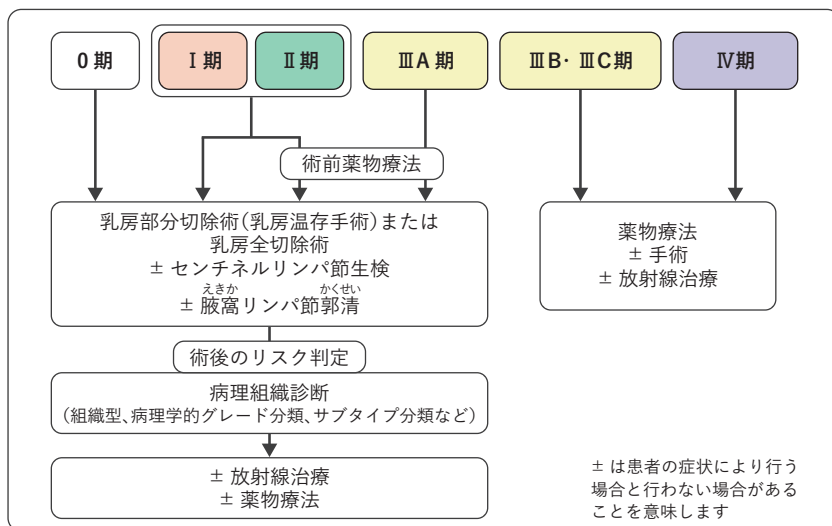 0期
Ⅰ期
Ⅱ期
ⅢA期
ⅢB・ⅢC期
Ⅳ期
術前薬物療法
乳房部分切除術(乳房温存手術)または
乳房全切除術
± センチネルリンパ節生検
えきか かくせい
± 腋窩リンパ節郭清
薬物療法
± 手術
± 放射線治療
術後のリスク判定
病理組織診断
(組織型、病理学的グレード分類、サブタイプ分類など)
± 放射線治療
± 薬物療法
± は患者の症状により行う
場合と行わない場合がある
ことを意味します